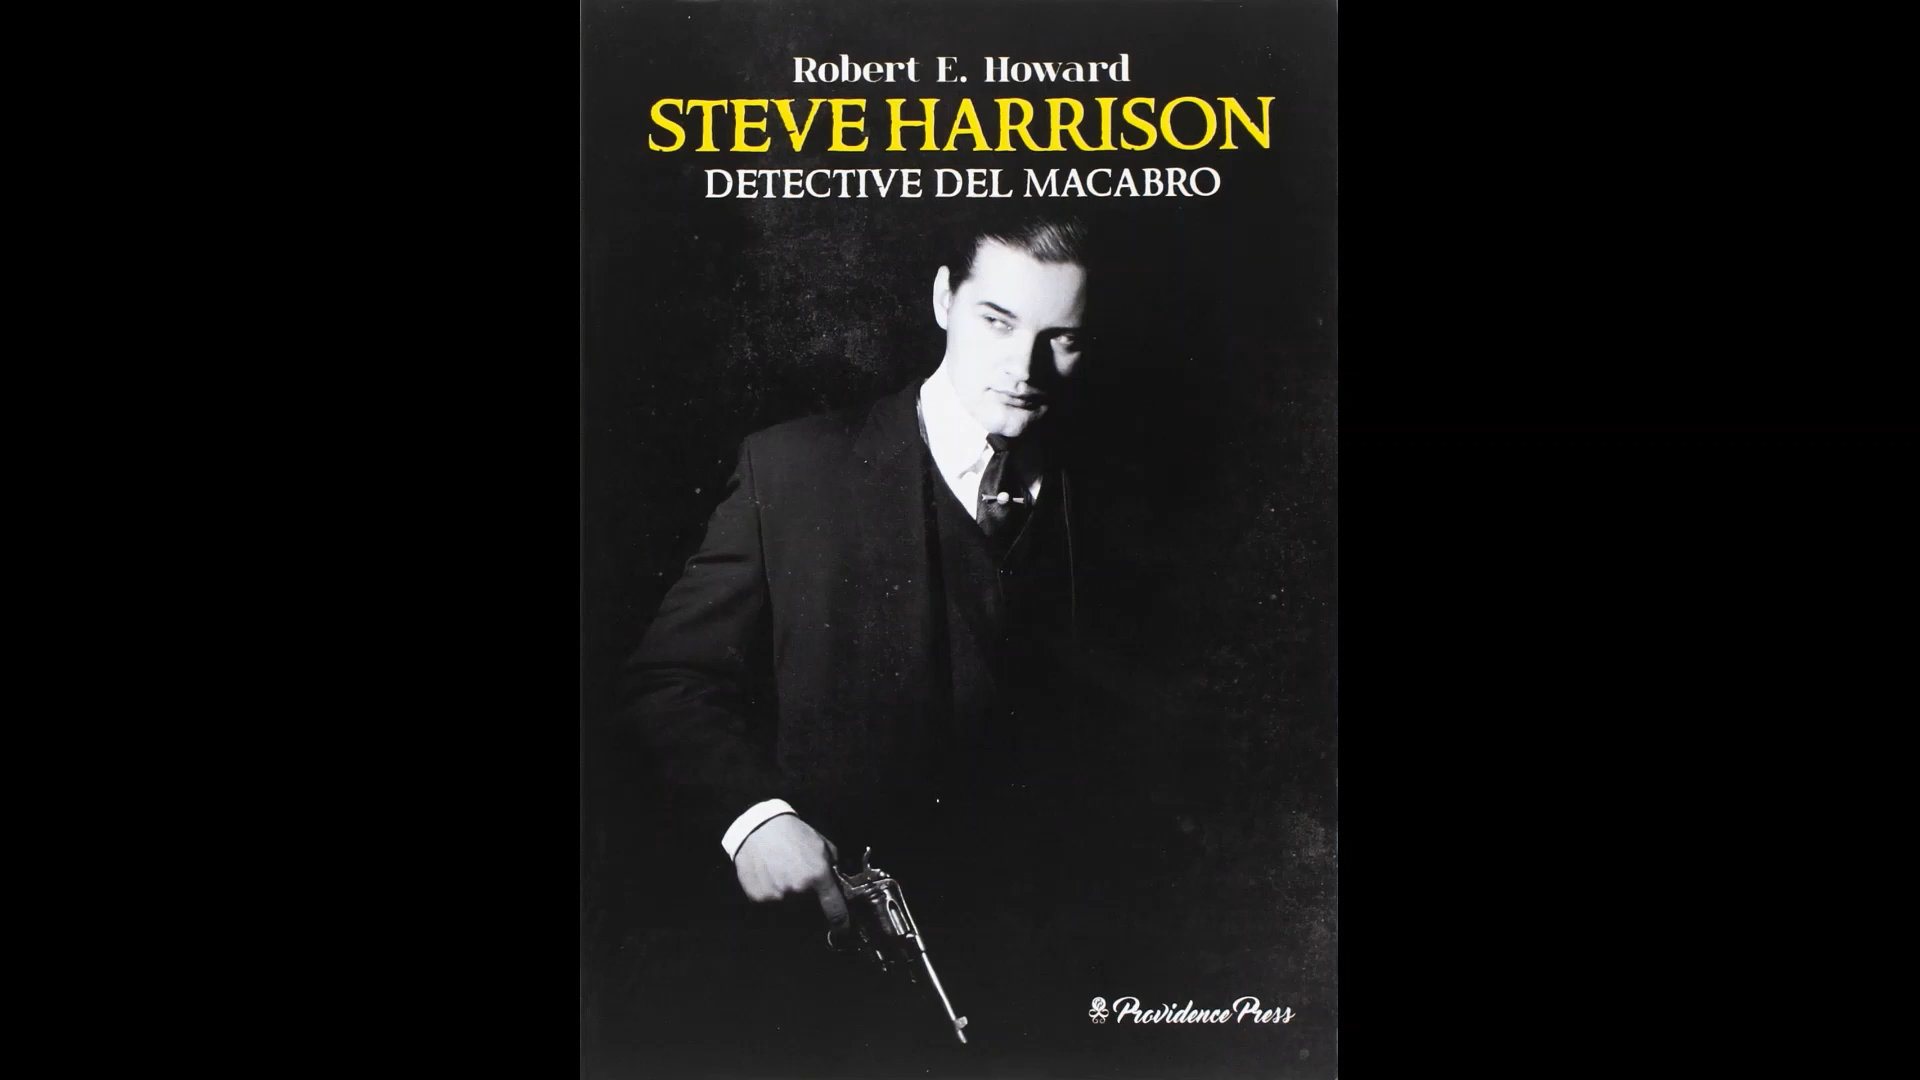 Robert E. Howard
STEVE HARRISON
DETECTIVE DEL MACABRO
Providence Press